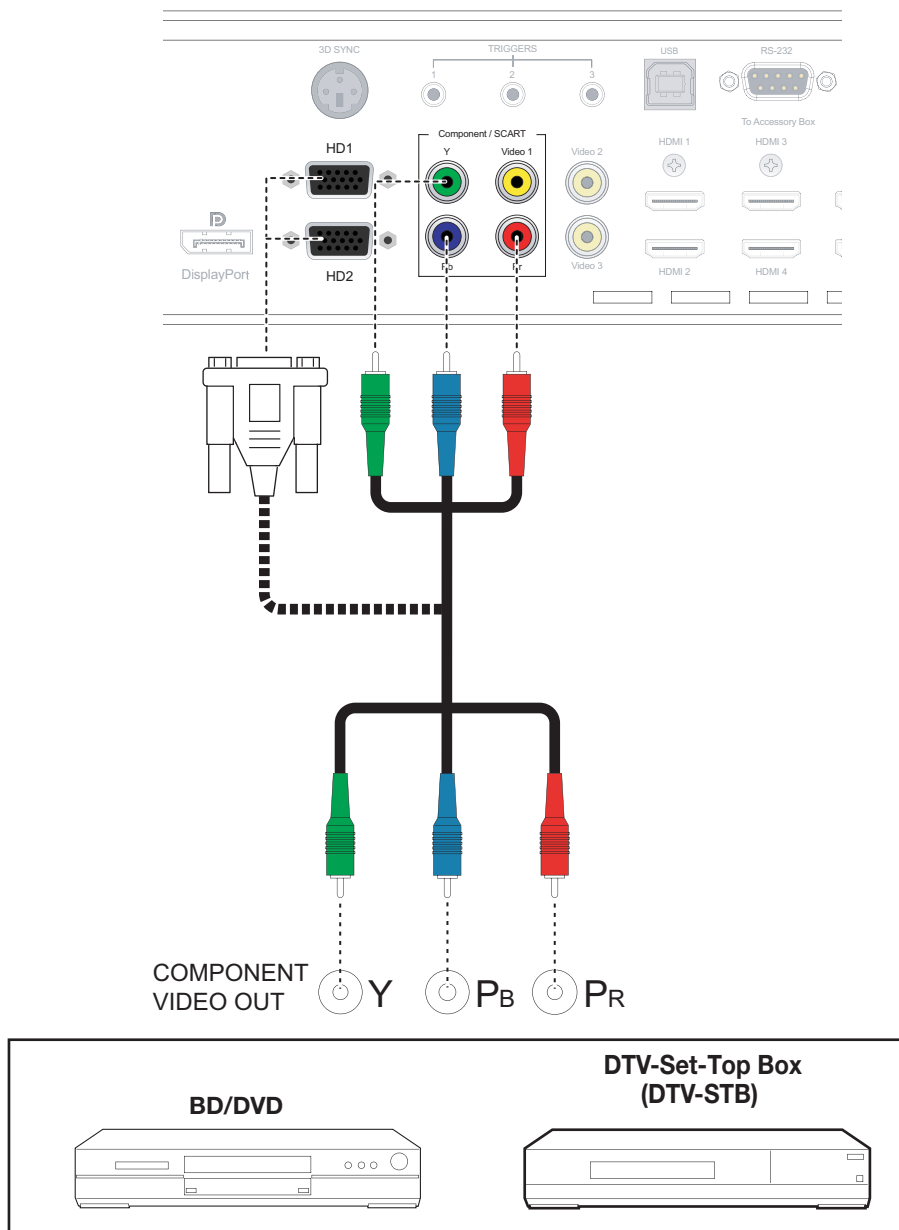 3D SYNC
TRIGGERS
USB
RS-232
1
2
3
To Accessory Box
Component / SCART
HD1
Y
Video 1
Video 2
HDMI 1
HDMI 3
DisplayPort
HD2
Pb
Pr
Video 3
HDMI 2
HDMI 4
COMPONENT
VIDEO OUT
Y
PB
PR
BD/DVD
DTV-Set-Top Box
(DTV-STB)